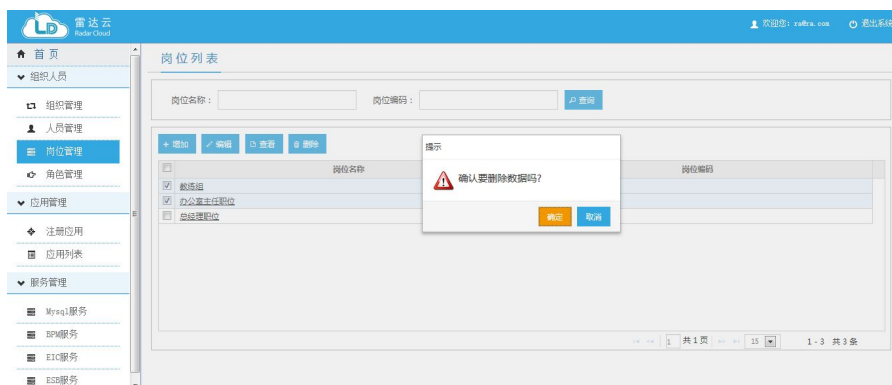 LD 雷达云
Radar Cloud
欢迎您: ra@ra.com 退出系统
首页
组织人员
组织管理
人员管理
岗位管理
角色管理
应用管理
注册应用
应用列表
服务管理
Mysql服务
BPM服务
EIC服务
ESB服务
岗位列表
岗位名称： 岗位编码： 查询
增加 编辑 查看 删除
岗位名称 岗位编码
教练组
办公室主任职位
总经理职位
提示
确认要删除数据吗?
确定 取消
1 共1页 15 1-3 共3条